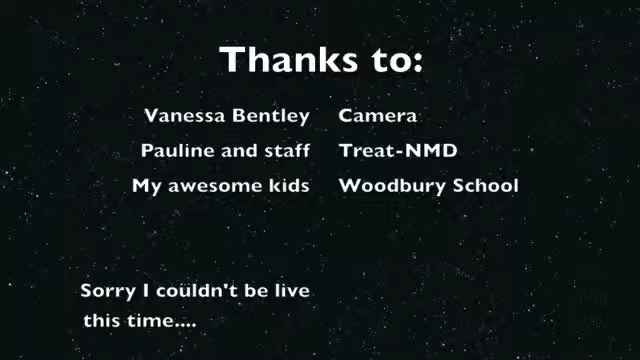 Thanks to:
Vanessa Bentley Camera
Pauline and staff Treat-NMD
My awesome kids Woodbury School
Sorry I couldn't be live
this time....